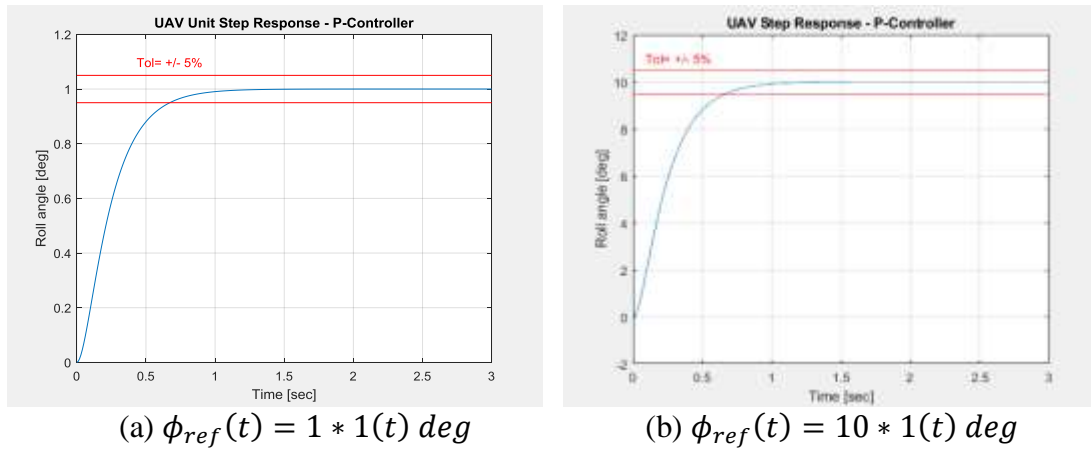 UAV Unit Step Response - P-Controller
1.2
Tol= +/- 5%
1
0.8
0.6
0.4
0.2
0
Roll angle [deg]
0 0.5 1 1.5 2 2.5 3
Time [sec]
(a) ϕ_ref(t) = 1 ∗ 1(t) deg
UAV Step Response - P-Controller
12
Tol= +/- 5%
10
8
6
4
2
0
-2
Roll angle [deg]
0 0.5 1 1.5 2 2.5 3
Time [sec]
(b) ϕ_ref(t) = 10 ∗ 1(t) deg